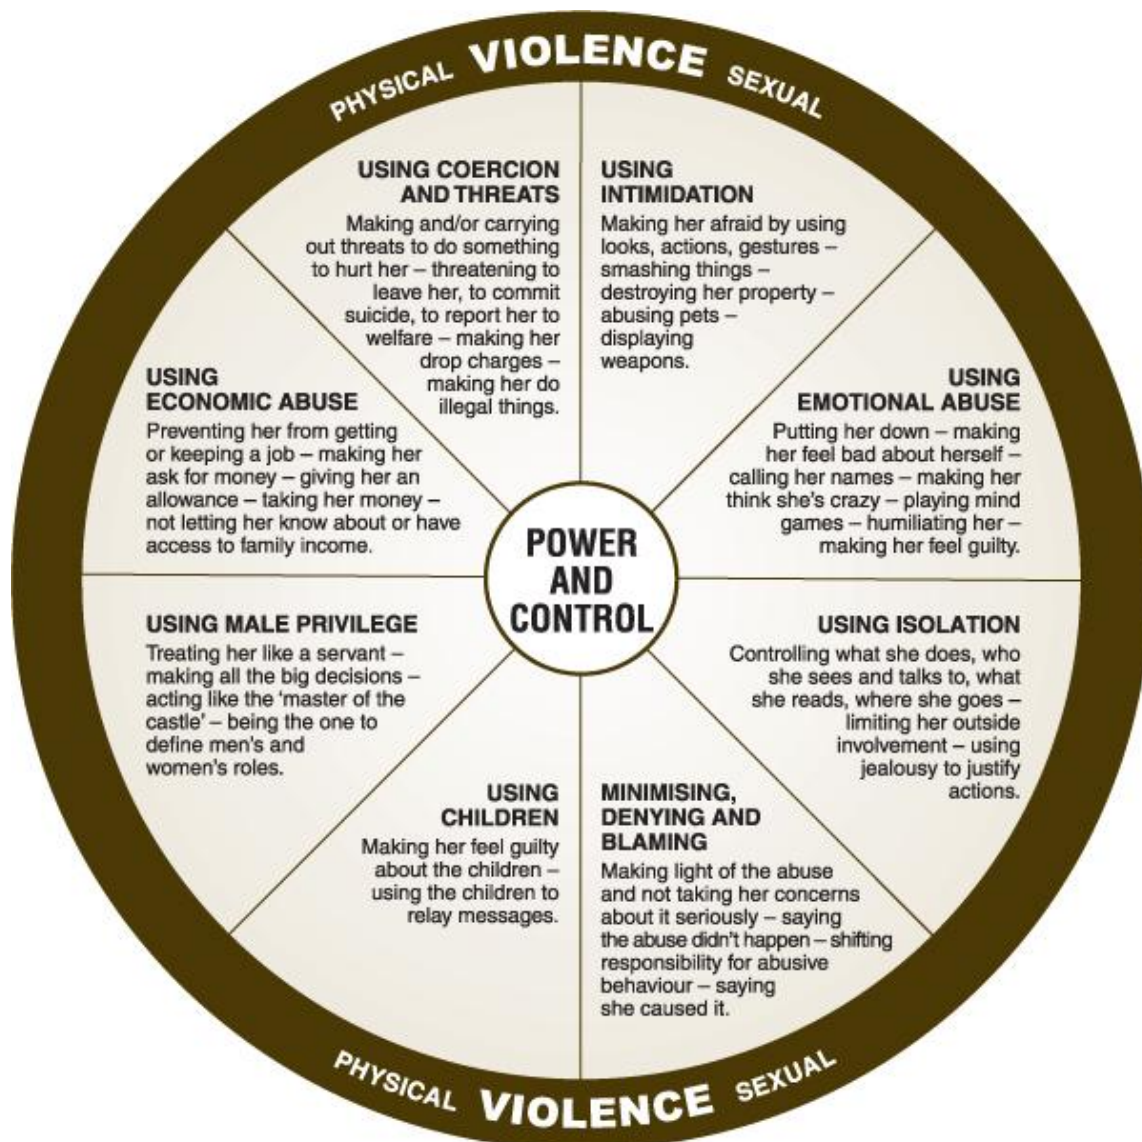 PHYSICAL VIOLENCE SEXUAL
USING COERCION
AND THREATS
Making and/or carrying
out threats to do something
to hurt her – threatening to
leave her, to commit
suicide, to report her to
welfare – making her
drop charges –
making her do
illegal things.
USING
INTIMIDATION
Making her afraid by using
looks, actions, gestures –
smashing things –
destroying her property –
abusing pets –
displaying
weapons.
USING
EMOTIONAL ABUSE
Putting her down – making
her feel bad about herself –
calling her names – making her
think she's crazy – playing mind
games – humiliating her –
making her feel guilty.
USING ISOLATION
Controlling what she does, who
she sees and talks to, what
she reads, where she goes –
limiting her outside
involvement – using
jealousy to justify
actions.
MINIMISING,
DENYING AND
BLAMING
Making light of the abuse
and not taking her concerns
about it seriously – saying
the abuse didn't happen – shifting
responsibility for abusive
behaviour – saying
she caused it.
USING
CHILDREN
Making her feel guilty
about the children –
using the children to
relay messages.
USING MALE PRIVILEGE
Treating her like a servant –
making all the big decisions –
acting like the ‘master of the
castle’ – being the one to
define men's and
women's roles.
USING
ECONOMIC ABUSE
Preventing her from getting
or keeping a job – making her
ask for money – giving her an
allowance – taking her money –
not letting her know about or have
access to family income.
POWER
AND
CONTROL
PHYSICAL VIOLENCE SEXUAL